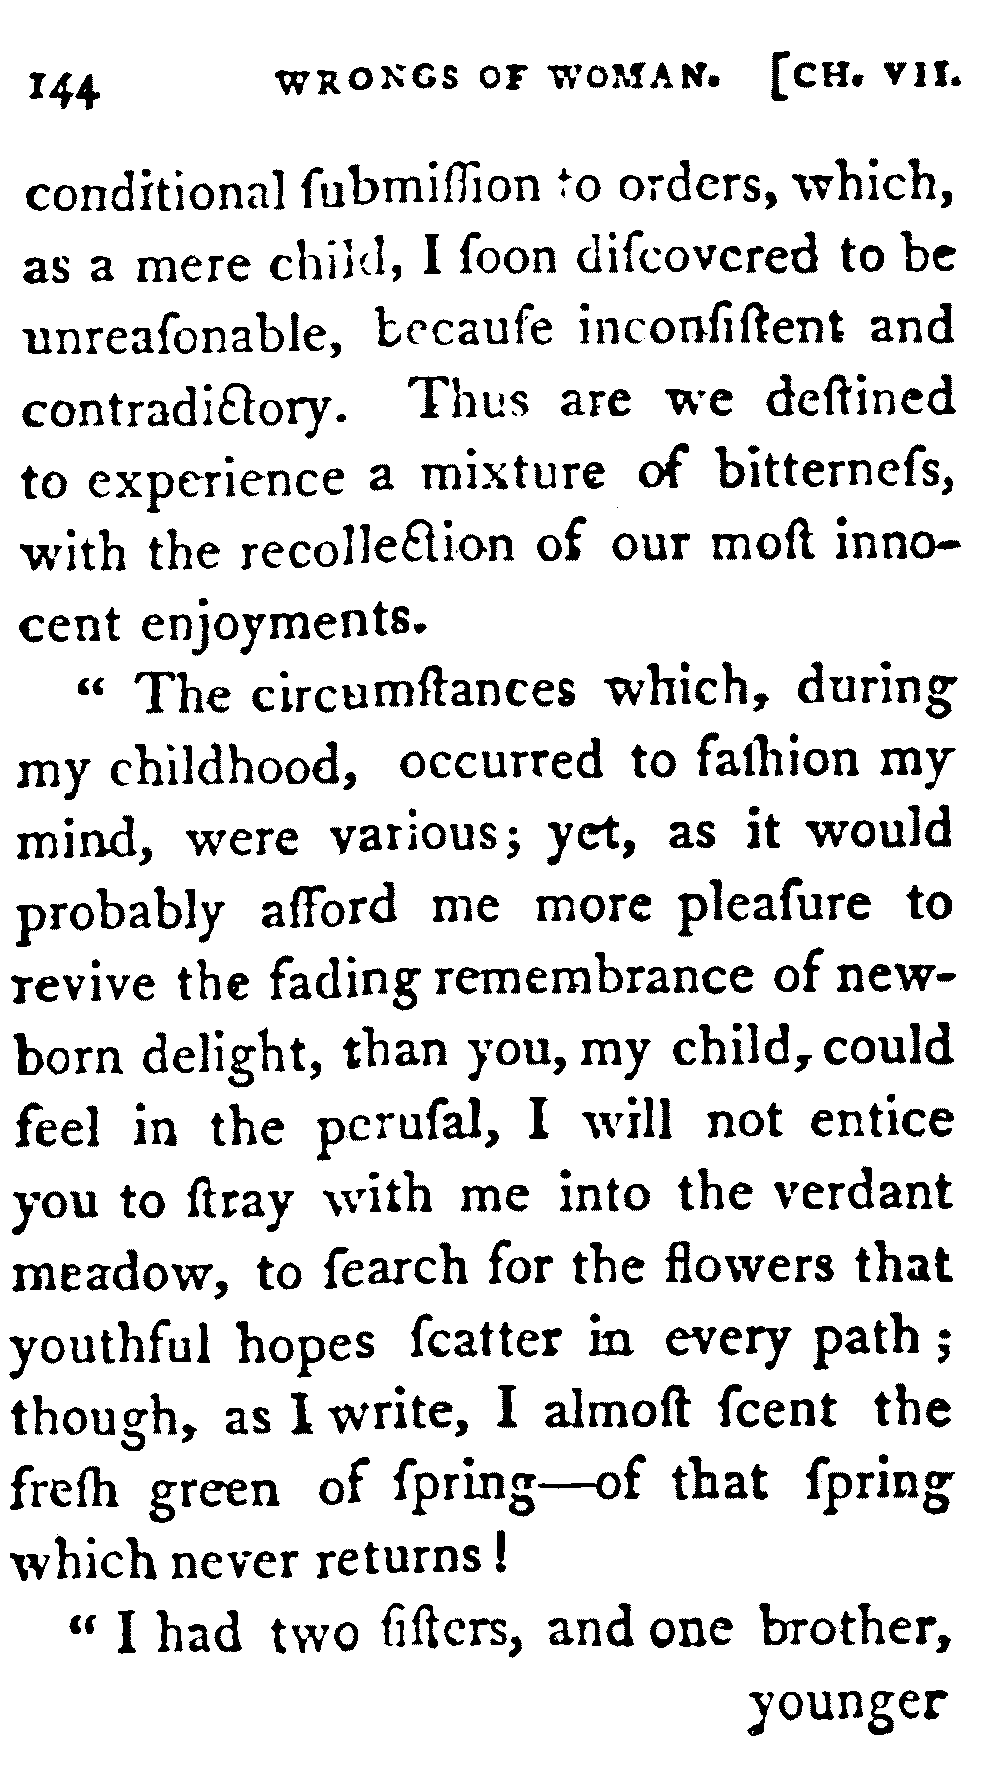 144 WRONGS OF WOMAN. [CH. VII.
conditional ſubmiſſion to orders, which,
as a mere child, I ſoon diſcovered to be
unreaſonable, becauſe inconſiſtent and
contradictory. Thus are we deſtined
to experience a mixture of bitterneſs,
with the recollection of our moſt inno-
cent enjoyments.
“ The circumſtances which, during
my childhood, occurred to faſhion my
mind, were various; yet, as it would
probably afford me more pleaſure to
revive the fading remembrance of new-
born delight, than you, my child, could
feel in the peruſal, I will not entice
you to ſtray with me into the verdant
meadow, to ſearch for the flowers that
youthful hopes ſcatter in every path ;
though, as I write, I almoſt ſcent the
freſh green of ſpring—of that ſpring
which never returns !
“ I had two ſiſters, and one brother,
younger